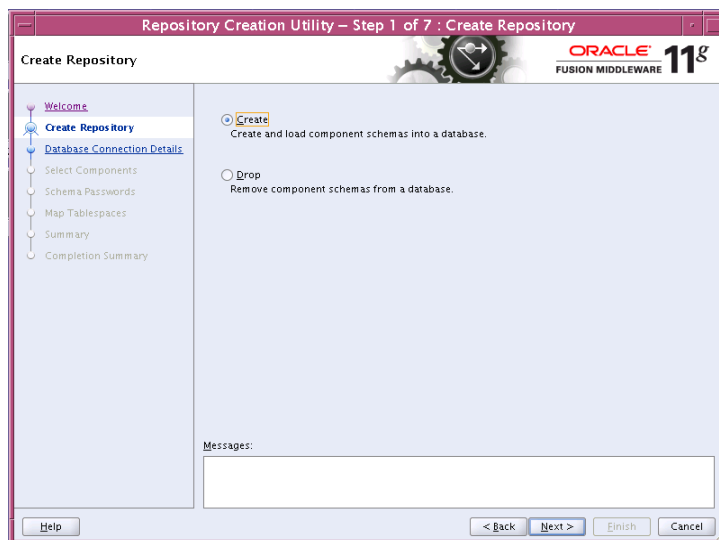 Repository Creation Utility – Step 1 of 7 : Create Repository
Create Repository
ORACLE
FUSION MIDDLEWARE
11g
Welcome
Create Repository
Database Connection Details
Select Components
Schema Passwords
Map Tablespaces
Summary
Completion Summary
Create
Create and load component schemas into a database.
Drop
Remove component schemas from a database.
Messages:
Help
< Back
Next >
Finish
Cancel